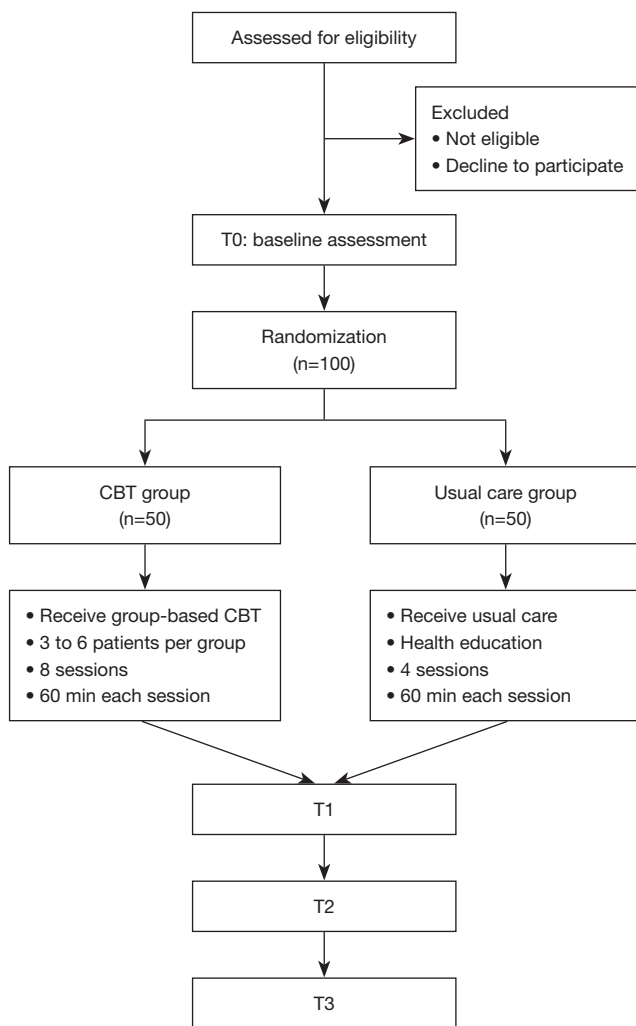 Assessed for eligibility
Excluded
• Not eligible
• Decline to participate
T0: baseline assessment
Randomization
(n=100)
CBT group
(n=50)
Usual care group
(n=50)
• Receive group-based CBT
• 3 to 6 patients per group
• 8 sessions
• 60 min each session
• Receive usual care
• Health education
• 4 sessions
• 60 min each session
T1
T2
T3